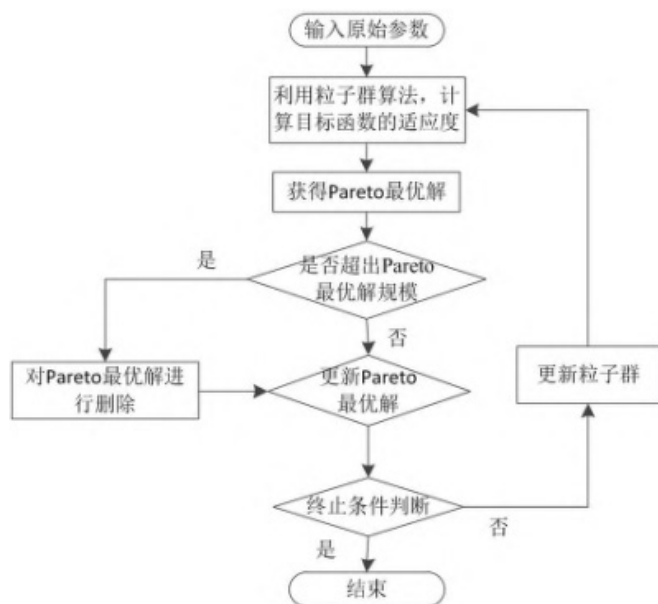 输入原始参数
利用粒子群算法，计
算目标函数的适应度
获得Pareto最优解
是
是否超出Pareto
最优解规模
否
对Pareto最优解进
行删除
更新Pareto
最优解
更新粒子群
终止条件判断
否
是
结束